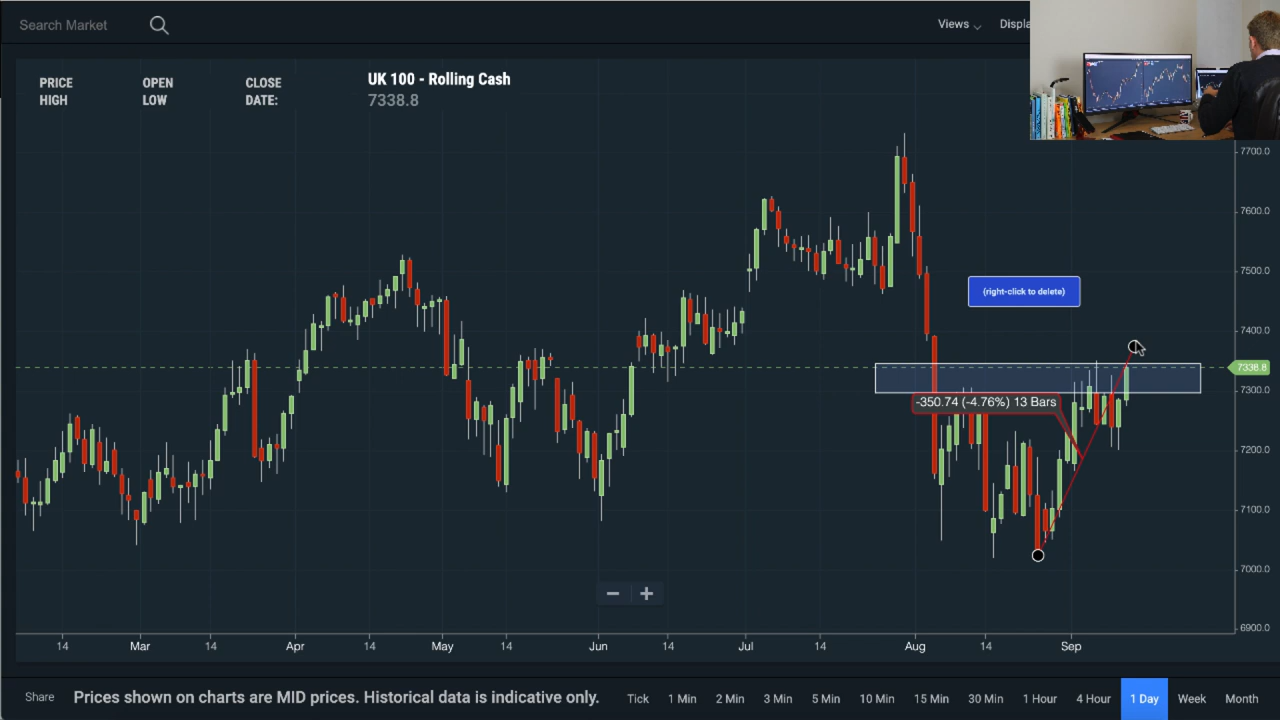 Search Market
Views
Displa
PRICE OPEN CLOSE
HIGH LOW DATE:
UK 100 - Rolling Cash
7338.8
7700.0
7600.0
7500.0
(right-click to delete)
7400.0
7338.8
7300.0
-350.74 (-4.76%) 13 Bars
7200.0
7100.0
7000.0
6900.0
14 Mar 14 Apr 14 May 14 Jun 14 Jul 14 Aug 14 Sep
Share
Prices shown on charts are MID prices. Historical data is indicative only.
Tick 1 Min 2 Min 3 Min 5 Min 10 Min 15 Min 30 Min 1 Hour 4 Hour 1 Day Week Month